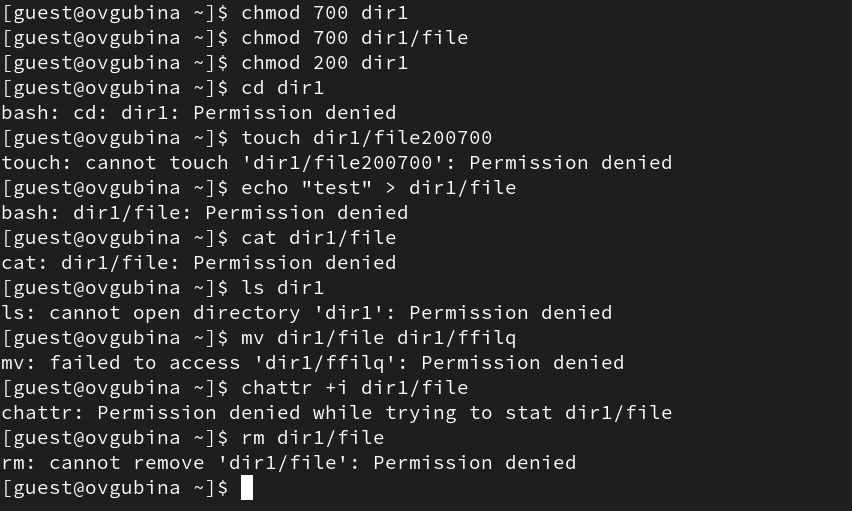 [guest@ovgubina ~]$ chmod 700 dir1
[guest@ovgubina ~]$ chmod 700 dir1/file
[guest@ovgubina ~]$ chmod 200 dir1
[guest@ovgubina ~]$ cd dir1
bash: cd: dir1: Permission denied
[guest@ovgubina ~]$ touch dir1/file200700
touch: cannot touch 'dir1/file200700': Permission denied
[guest@ovgubina ~]$ echo "test" > dir1/file
bash: dir1/file: Permission denied
[guest@ovgubina ~]$ cat dir1/file
cat: dir1/file: Permission denied
[guest@ovgubina ~]$ ls dir1
ls: cannot open directory 'dir1': Permission denied
[guest@ovgubina ~]$ mv dir1/file dir1/ffilq
mv: failed to access 'dir1/ffilq': Permission denied
[guest@ovgubina ~]$ chattr +i dir1/file
chattr: Permission denied while trying to stat dir1/file
[guest@ovgubina ~]$ rm dir1/file
rm: cannot remove 'dir1/file': Permission denied
[guest@ovgubina ~]$